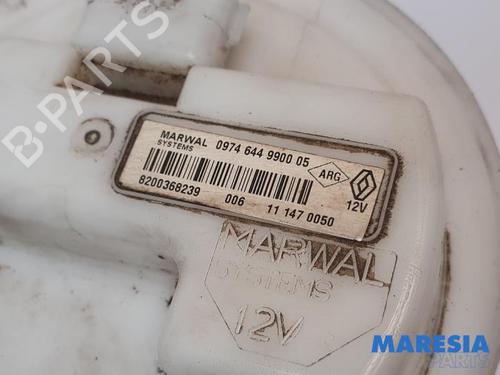 B-PARTS
MARWAL SYSTEMS 0974 644 9900 05
ARG
8200368239 006 11 147 0050
12V
MARWAL
SYSTEMS
12V
MARESIA
PARTS